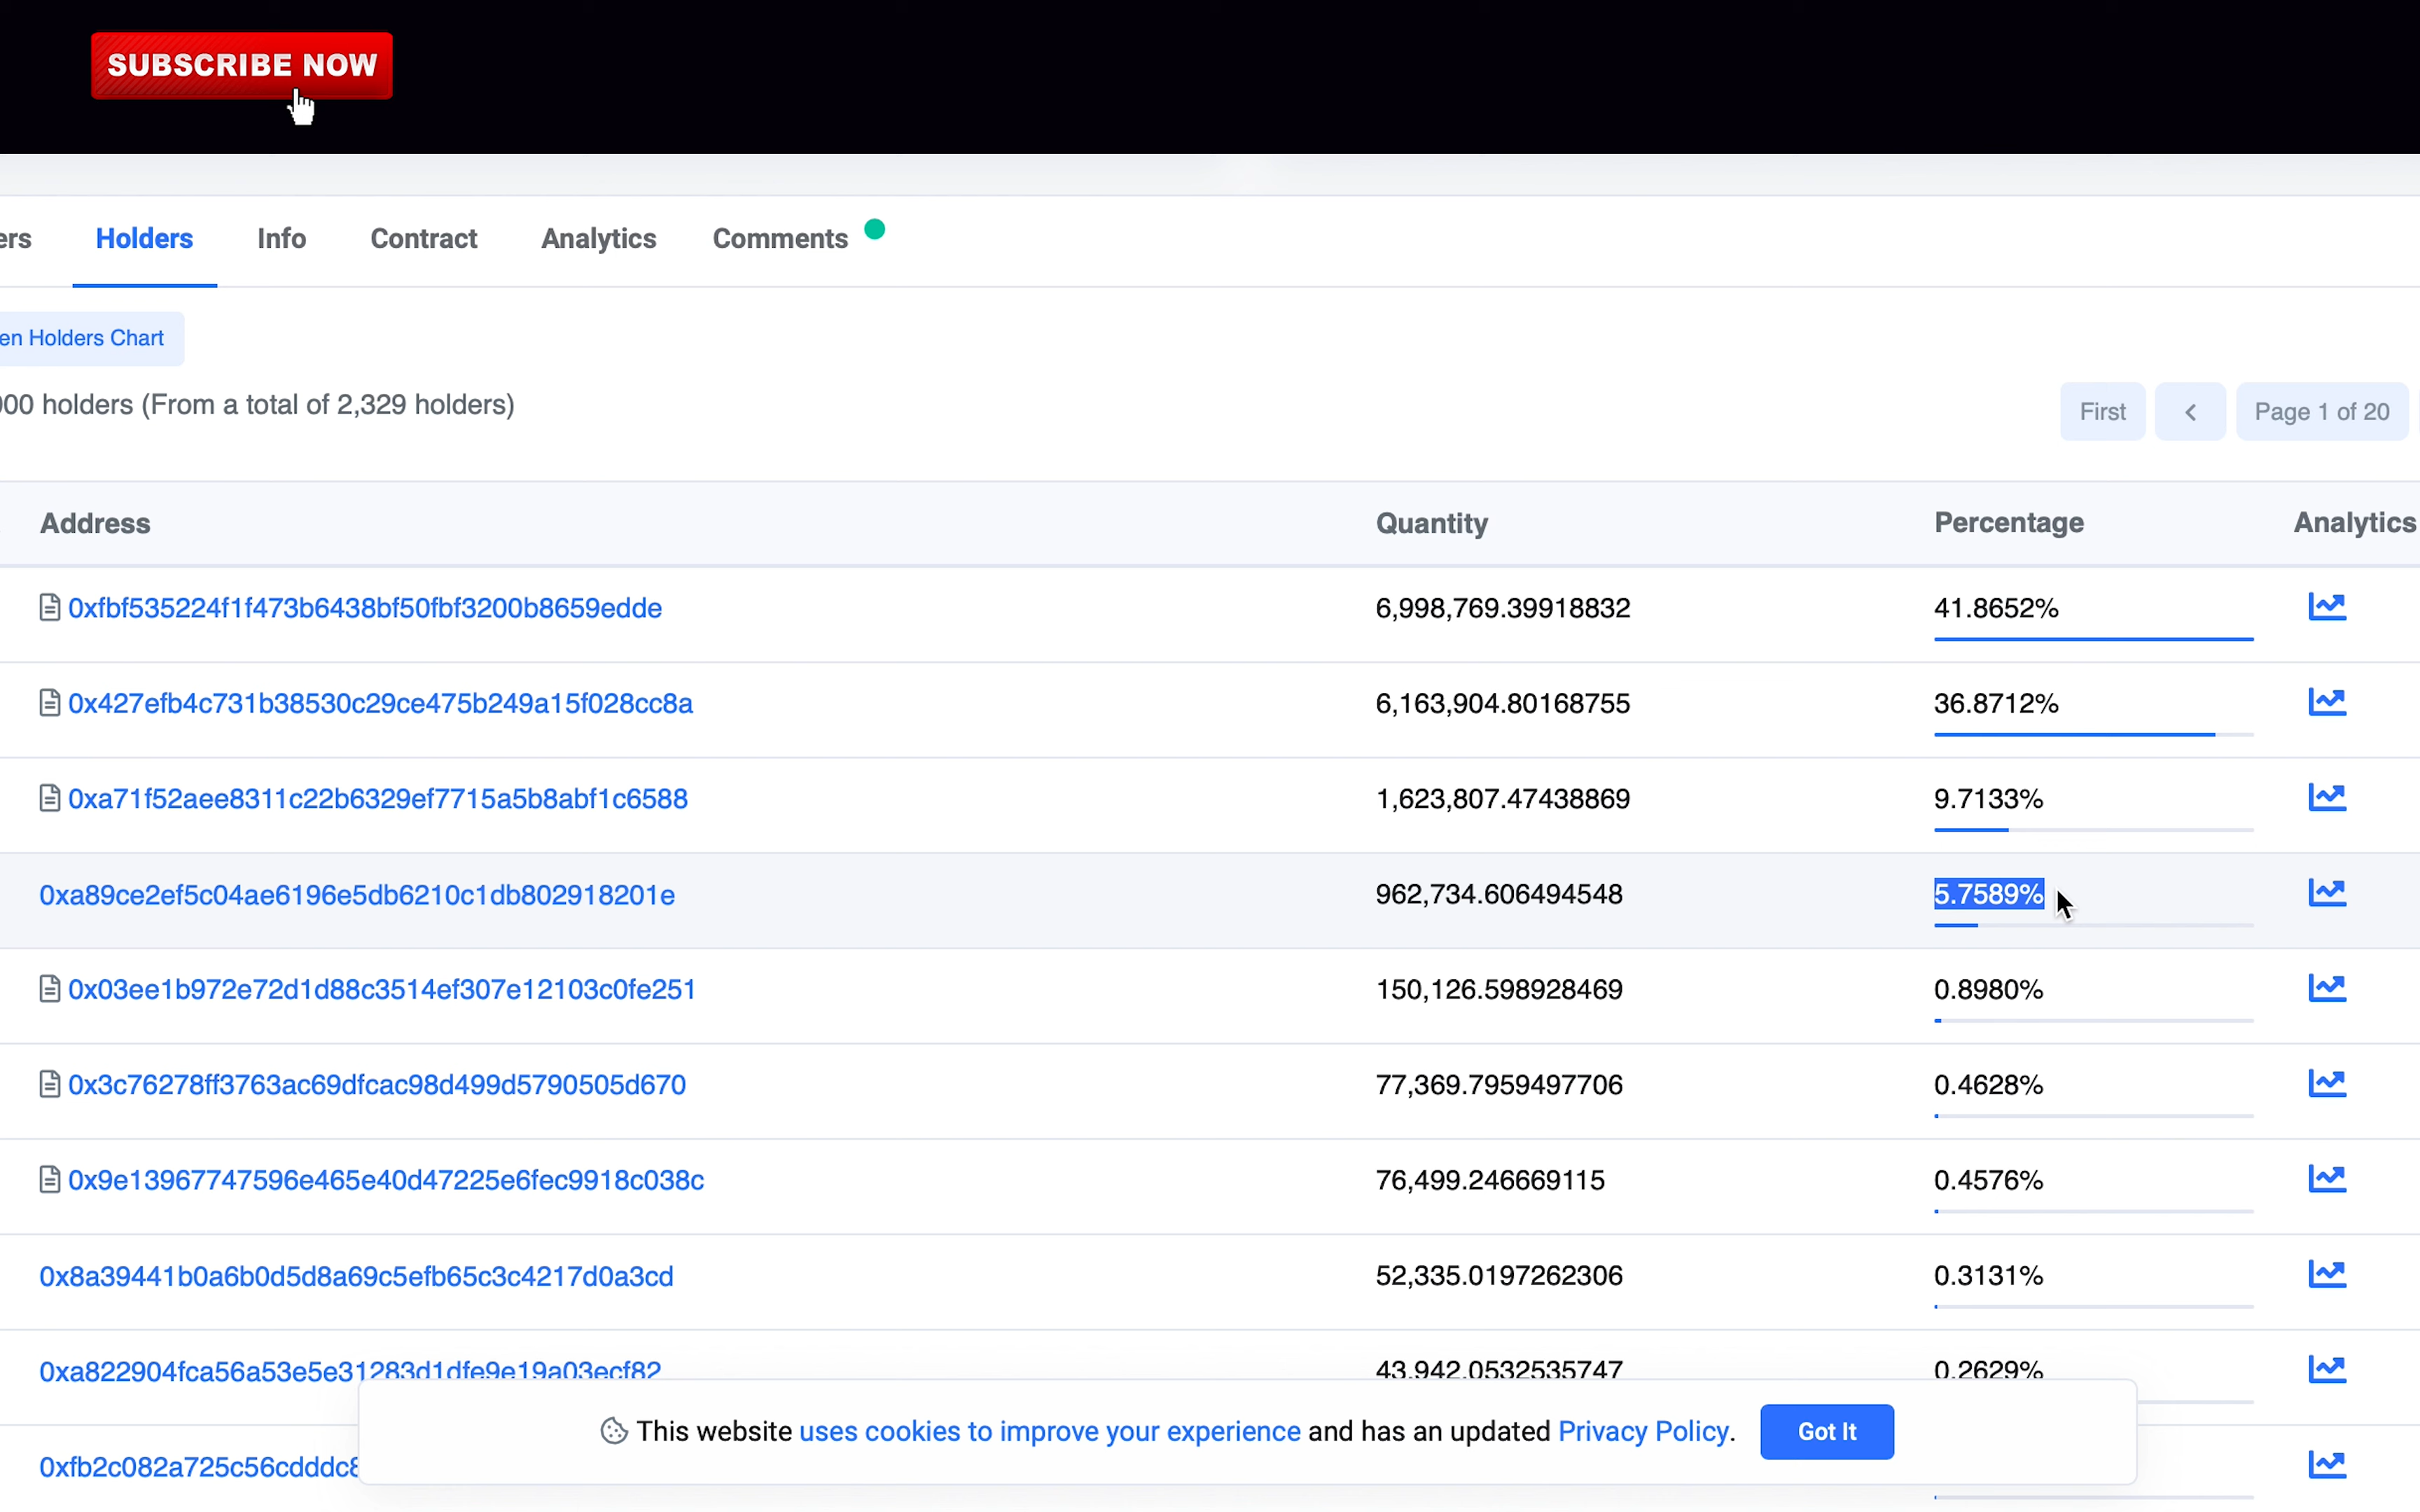 SUBSCRIBE NOW
ers Holders Info Contract Analytics Comments
en Holders Chart
000 holders (From a total of 2,329 holders)
First < Page 1 of 20
Address Quantity Percentage Analytics
0xfbf535224f1f473b6438bf50fbf3200b8659edde 6,998,769.39918832 41.8652%
0x427efb4c731b38530c29ce475b249a15f028cc8a 6,163,904.80168755 36.8712%
0xa71f52aee8311c22b6329ef7715a5b8abf1c6588 1,623,807.47438869 9.7133%
0xa89ce2ef5c04ae6196e5db6210c1db802918201e 962,734.606494548 5.7589%
0x03ee1b972e72d1d88c3514ef307e12103c0fe251 150,126.598928469 0.8980%
0x3c76278ff3763ac69dfcac98d499d5790505d670 77,369.7959497706 0.4628%
0x9e13967747596e465e40d47225e6fec9918c038c 76,499.246669115 0.4576%
0x8a39441b0a6b0d5d8a69c5efb65c3c4217d0a3cd 52,335.0197262306 0.3131%
0xa822904fca56a53e5e31283d1dfe9e19a03ecf82 43,942.0532535747 0.2629%
This website uses cookies to improve your experience and has an updated Privacy Policy. Got It
0xfb2c082a725c56cdddc8